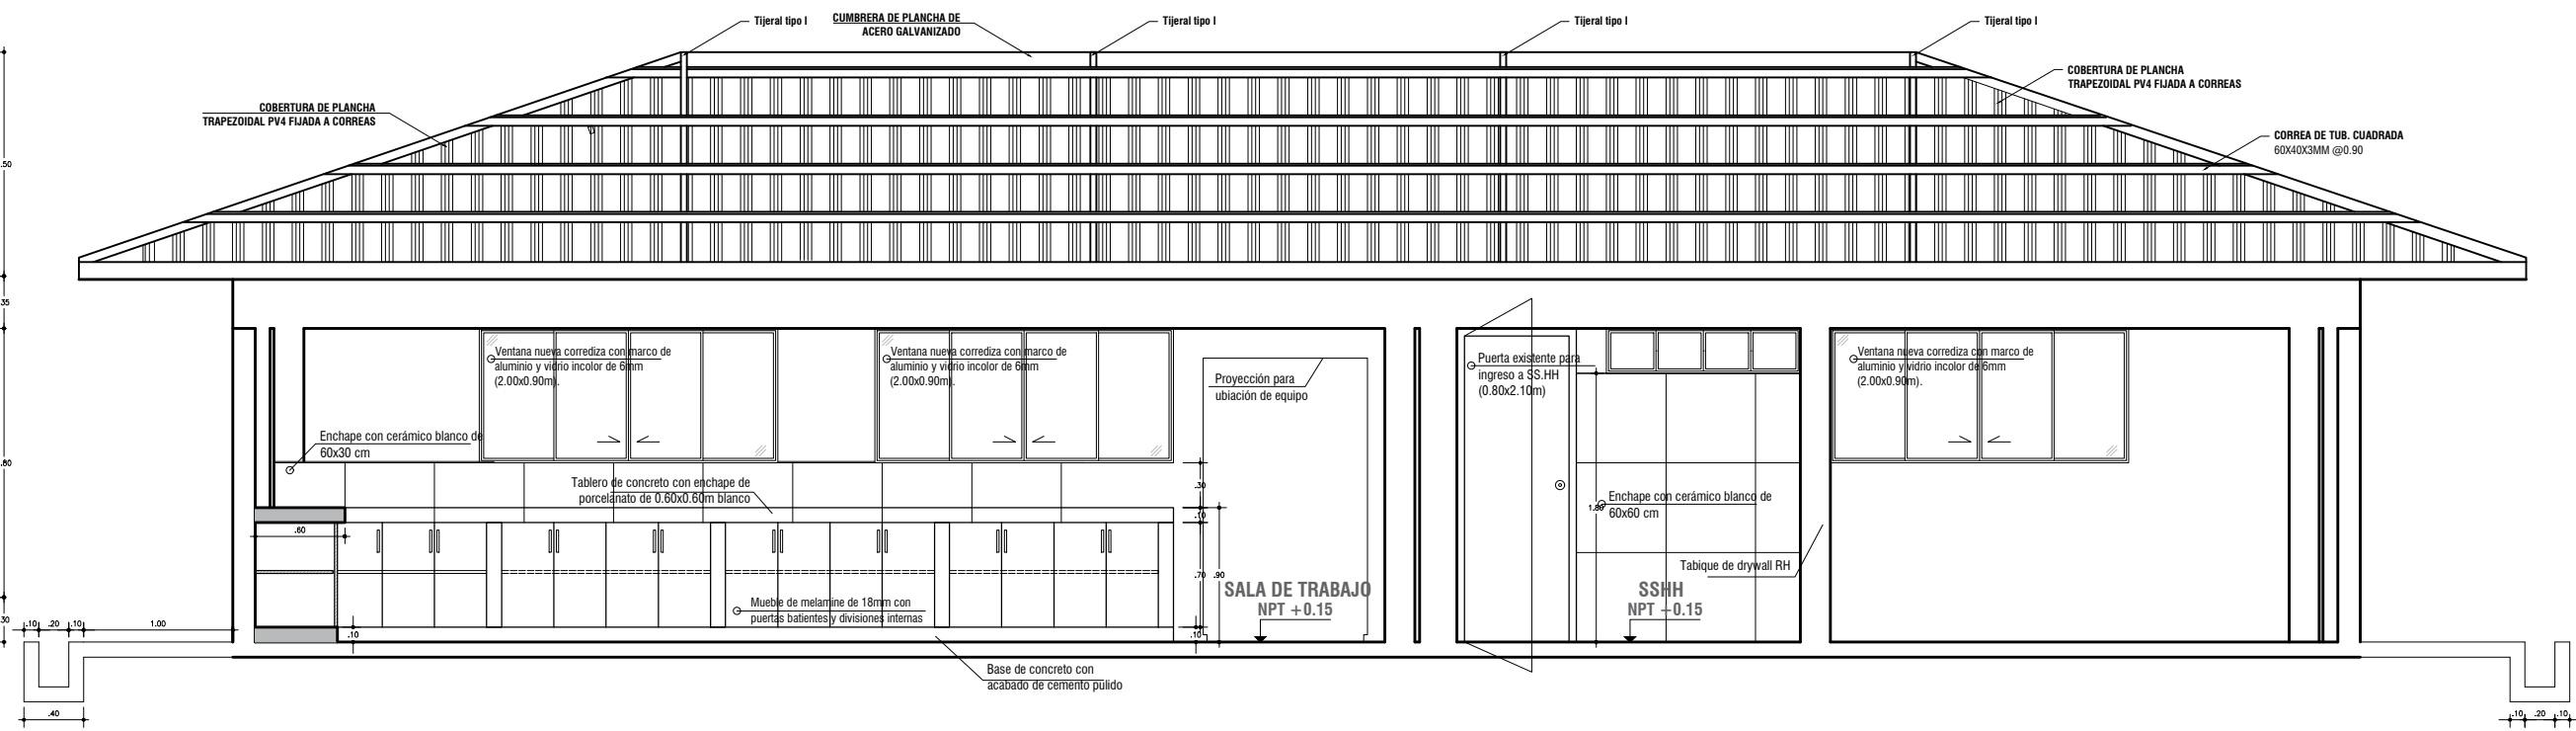 Tijeral tipo I
CUMBRERA DE PLANCHA DE
ACERO GALVANIZADO
Tijeral tipo I
Tijeral tipo I
Tijeral tipo I
COBERTURA DE PLANCHA
TRAPEZOIDAL PV4 FIJADA A CORREAS
COBERTURA DE PLANCHA
TRAPEZOIDAL PV4 FIJADA A CORREAS
CORREA DE TUB. CUADRADA
60X40X3MM @0.90
.50
.35
.80
.30
Ventana nueva corrediza con marco de
aluminio y vidrio incolor de 6mm
(2.00x0.90m).
Ventana nueva corrediza con marco de
aluminio y vidrio incolor de 6mm
(2.00x0.90m).
Proyección para
ubiación de equipo
Puerta existente para
ingreso a SS.HH
(0.80x2.10m)
Ventana nueva corrediza con marco de
aluminio y vidrio incolor de 6mm
(2.00x0.90m).
Enchape con cerámico blanco de
60x30 cm
Tablero de concreto con enchape de
porcelanato de 0.60x0.60m blanco
.30
.10
.70
.90
.10
Enchape con cerámico blanco de
60x60 cm
1.80
.60
Tabique de drywall RH
SALA DE TRABAJO
NPT +0.15
SSHH
NPT +0.15
Mueble de melamine de 18mm con
puertas batientes y divisiones internas
.10
.10 .20 .10 1.00
Base de concreto con
acabado de cemento pulido
.40
.10 .20 .10